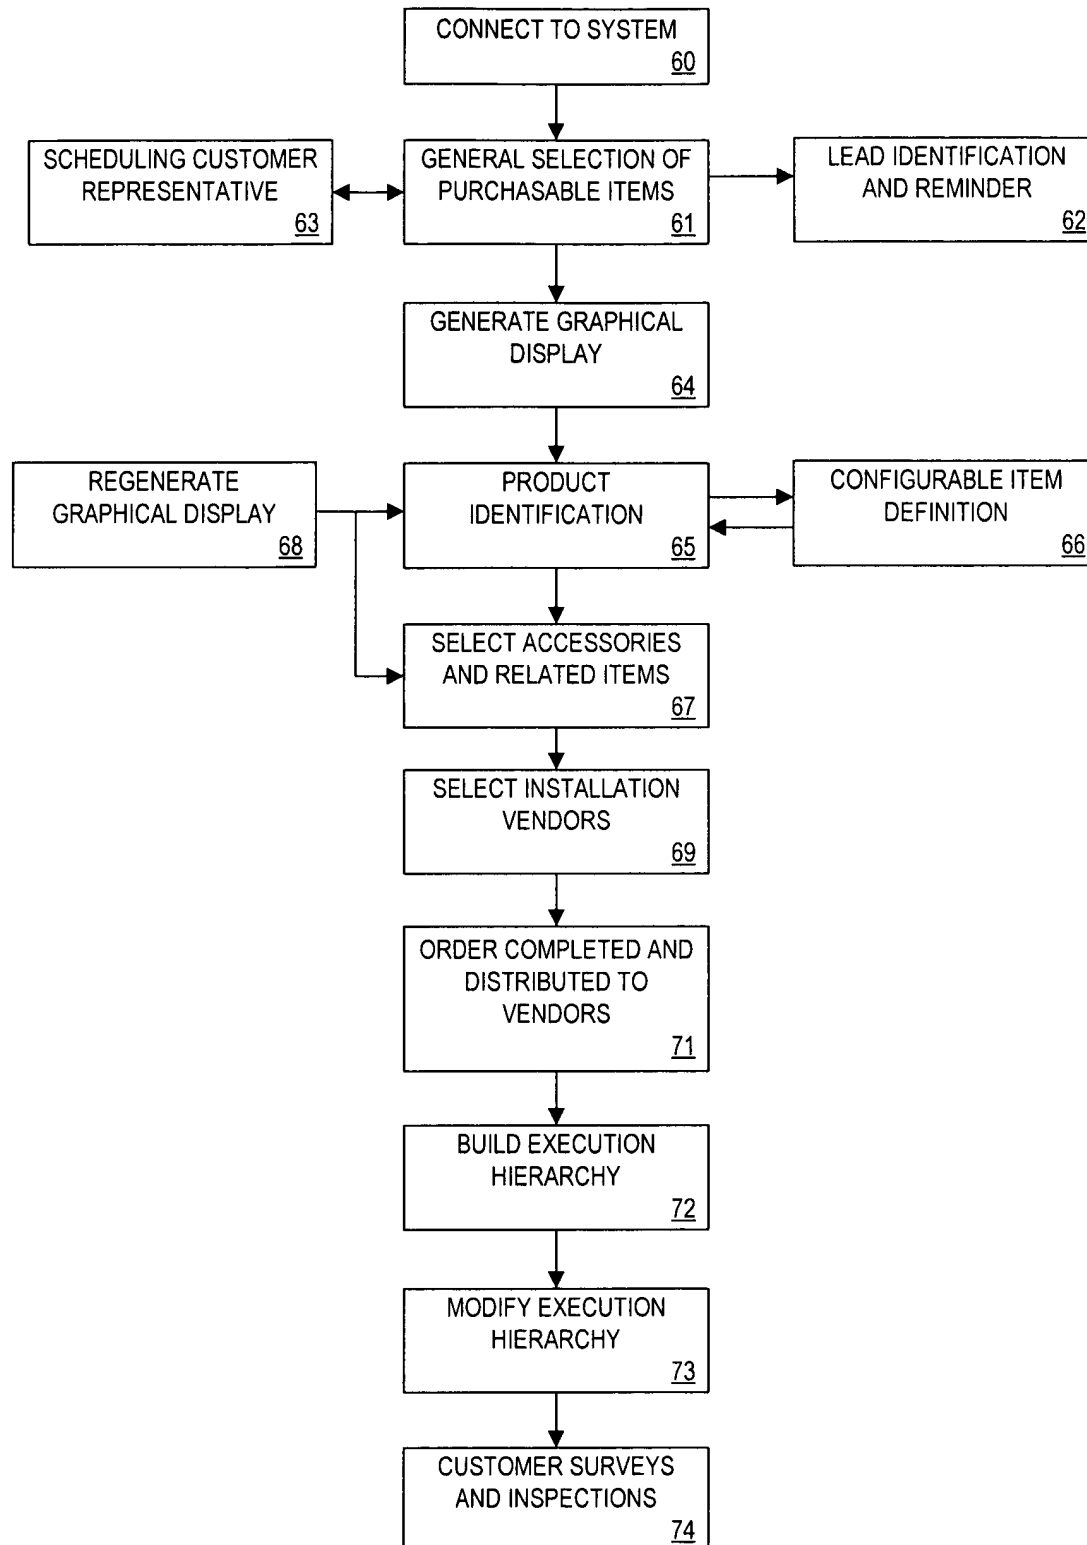 CONNECT TO SYSTEM
60
SCHEDULING CUSTOMER
REPRESENTATIVE
63
GENERAL SELECTION OF
PURCHASABLE ITEMS
61
LEAD IDENTIFICATION
AND REMINDER
62
GENERATE GRAPHICAL
DISPLAY
64
REGENERATE
GRAPHICAL DISPLAY
68
PRODUCT
IDENTIFICATION
65
CONFIGURABLE ITEM
DEFINITION
66
SELECT ACCESSORIES
AND RELATED ITEMS
67
SELECT INSTALLATION
VENDORS
69
ORDER COMPLETED AND
DISTRIBUTED TO
VENDORS
71
BUILD EXECUTION
HIERARCHY
72
MODIFY EXECUTION
HIERARCHY
73
CUSTOMER SURVEYS
AND INSPECTIONS
74